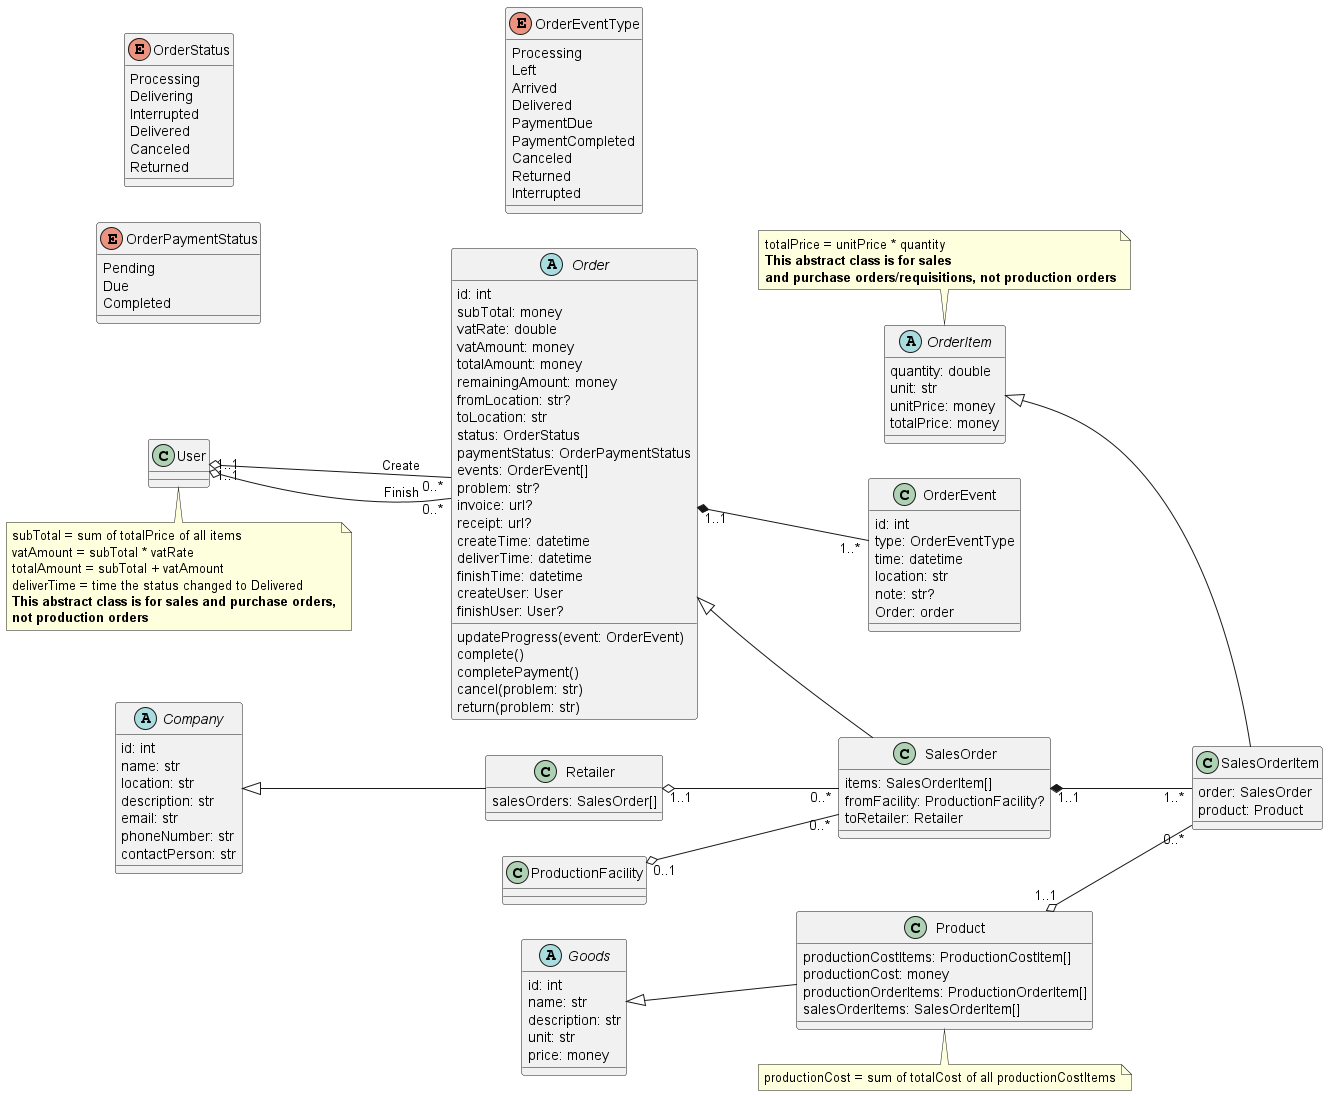 E OrderStatus
Processing
Delivering
Interrupted
Delivered
Canceled
Returned
E OrderEventType
Processing
Left
Arrived
Delivered
PaymentDue
PaymentCompleted
Canceled
Returned
Interrupted
E OrderPaymentStatus
Pending
Due
Completed
A Order
id: int
subTotal: money
vatRate: double
vatAmount: money
totalAmount: money
remainingAmount: money
fromLocation: str?
toLocation: str
status: OrderStatus
paymentStatus: OrderPaymentStatus
events: OrderEvent[]
problem: str?
invoice: url?
receipt: url?
createTime: datetime
deliverTime: datetime
finishTime: datetime
createUser: User
finishUser: User?
updateProgress(event: OrderEvent)
complete()
completePayment()
cancel(problem: str)
return(problem: str)
totalPrice = unitPrice * quantity
This abstract class is for sales
and purchase orders/requisitions, not production orders
A OrderItem
quantity: double
unit: str
unitPrice: money
totalPrice: money
C User
1..1
Create
0..*
1..1
Finish
0..*
subTotal = sum of totalPrice of all items
vatAmount = subTotal * vatRate
totalAmount = subTotal + vatAmount
deliverTime = time the status changed to Delivered
This abstract class is for sales and purchase orders,
not production orders
1..1
1..*
C OrderEvent
id: int
type: OrderEventType
time: datetime
location: str
note: str?
Order: order
A Company
id: int
name: str
location: str
description: str
email: str
phoneNumber: str
contactPerson: str
C Retailer
salesOrders: SalesOrder[]
1..1
0..*
C SalesOrder
items: SalesOrderItem[]
fromFacility: ProductionFacility?
toRetailer: Retailer
1..1
1..*
C SalesOrderItem
order: SalesOrder
product: Product
C ProductionFacility
0..1
0..*
0..*
1..1
A Goods
id: int
name: str
description: str
unit: str
price: money
C Product
productionCostItems: ProductionCostItem[]
productionCost: money
productionOrderItems: ProductionOrderItem[]
salesOrderItems: SalesOrderItem[]
productionCost = sum of totalCost of all productionCostItems